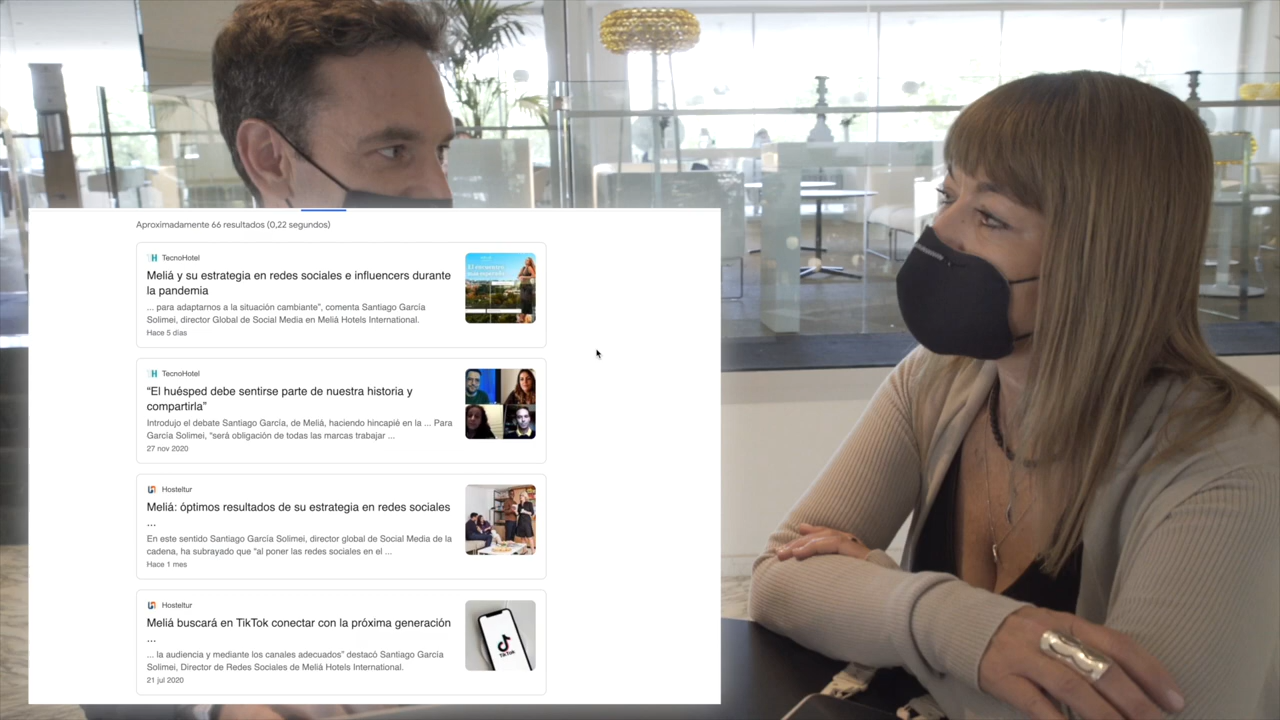 Aproximadamente 66 resultados (0,22 segundos)
TecnoHotel
Meliá y su estrategia en redes sociales e influencers durante
la pandemia
... para adaptarnos a la situación cambiante", comenta Santiago García
Solimei, director Global de Social Media en Melià Hotels International.
Hace 5 días
TecnoHotel
“El huésped debe sentirse parte de nuestra historia y
compartirla”
Introdujo el debate Santiago García, de Meliá, haciendo hincapié en la ... Para
García Solimei, “será obligación de todas las marcas trabajar ...
27 nov 2020
Hosteltur
Meliá: óptimos resultados de su estrategia en redes sociales
...
En este sentido Santiago García Solimei, director global de Social Media de la
cadena, ha subrayado que “al poner las redes sociales en el ...
Hace 1 mes
Hosteltur
Meliá buscará en TikTok conectar con la próxima generación
...
... la audiencia y mediante los canales adecuados” destacó Santiago García
Solimei, Director de Redes Sociales de Meliá Hotels International.
21 jul 2020
TikTok